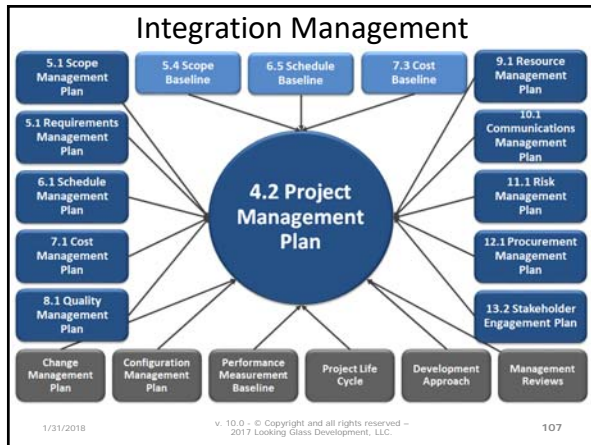 Integration Management
5.1 Scope
Management
Plan
5.4 Scope
Baseline
6.5 Schedule
Baseline
7.3 Cost
Baseline
9.1 Resource
Management
Plan
5.1 Requirements
Management
Plan
10.1
Communications
Management
Plan
6.1 Schedule
Management
Plan
4.2 Project
Management
Plan
11.1 Risk
Management
Plan
7.1 Cost
Management
Plan
12.1 Procurement
Management
Plan
8.1 Quality
Management
Plan
13.2 Stakeholder
Engagement Plan
Change
Management
Plan
Configuration
Management
Plan
Performance
Measurement
Baseline
Project Life
Cycle
Development
Approach
Management
Reviews
1/31/2018
v. 10.0 - © Copyright and all rights reserved –
2017 Looking Glass Development, LLC.
107